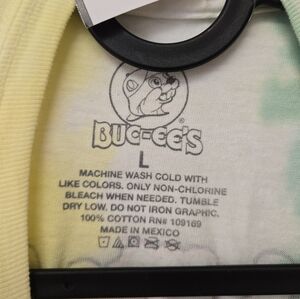 BUC-EE'S
L
MACHINE WASH COLD WITH
LIKE COLORS. ONLY NON-CHLORINE
BLEACH WHEN NEEDED. TUMBLE
DRY LOW. DO NOT IRON GRAPHIC.
100% COTTON RN# 109169
MADE IN MEXICO